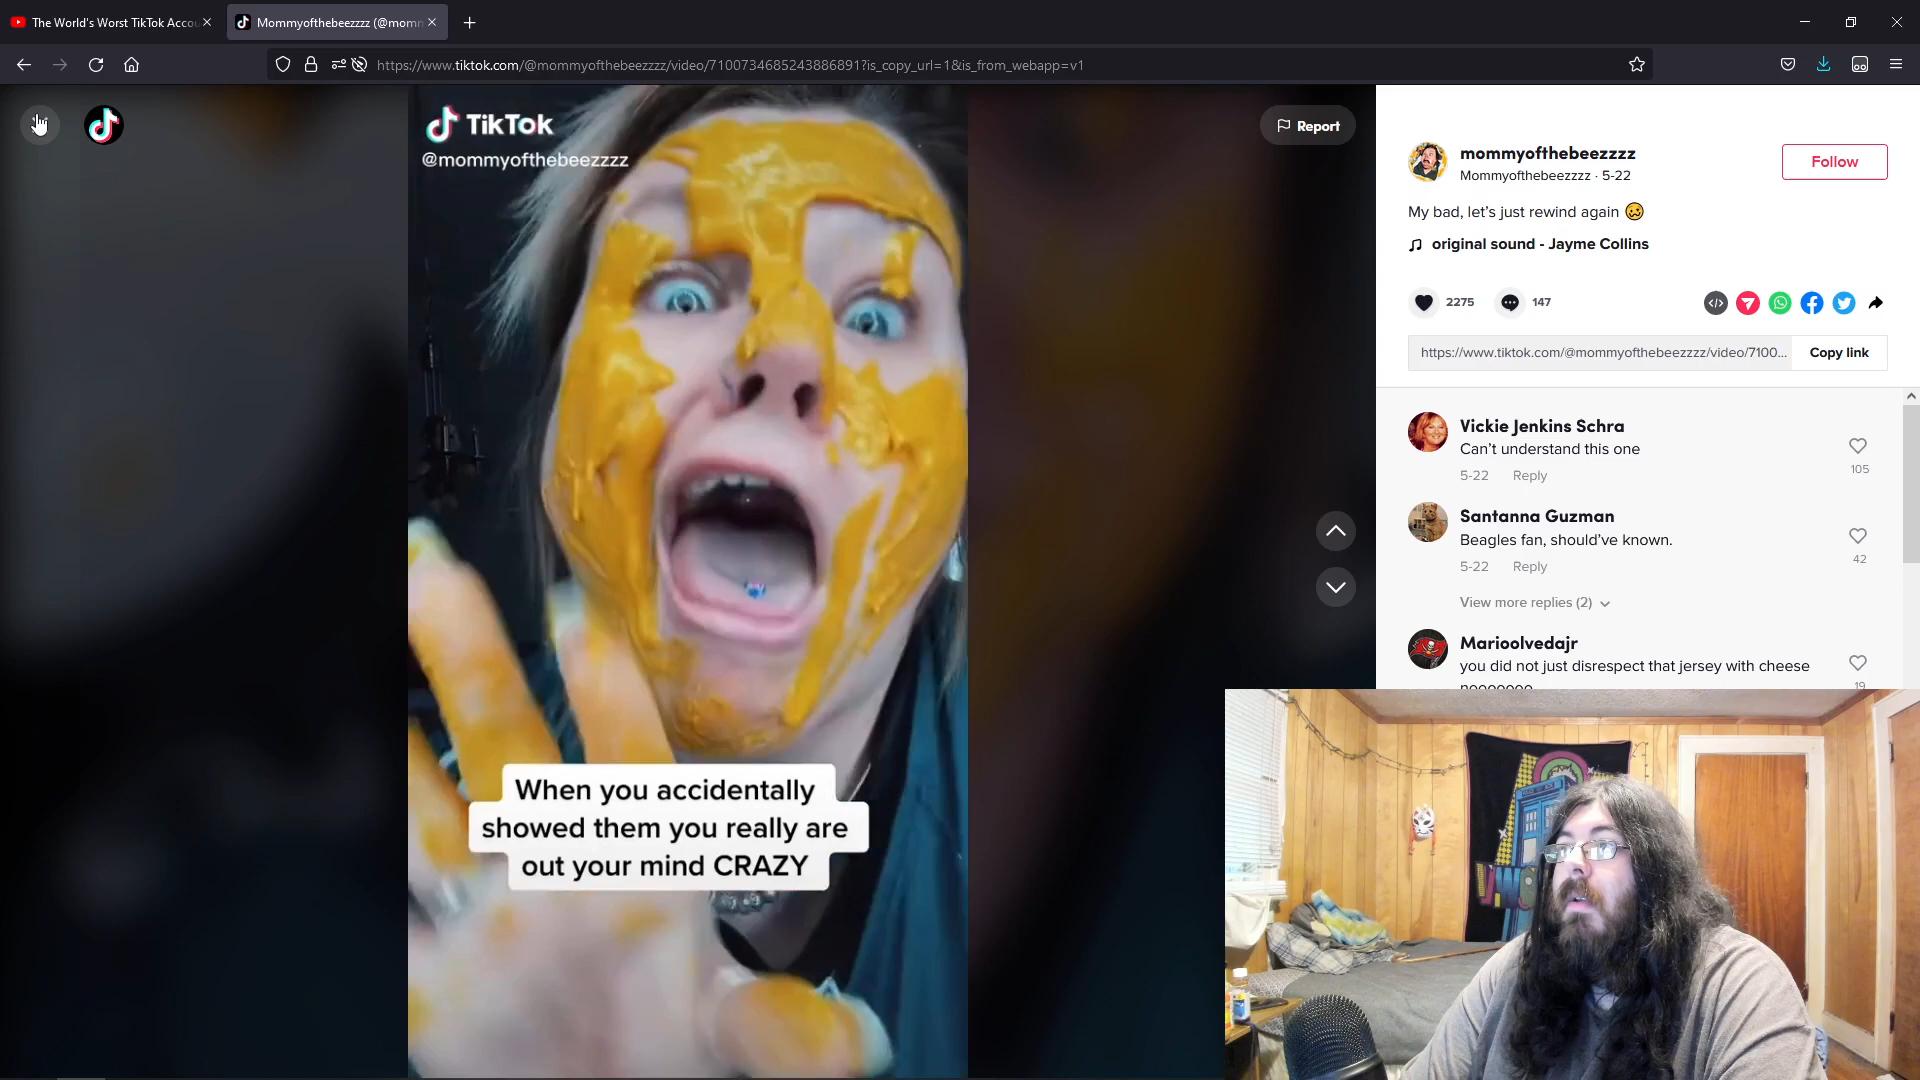 The World's Worst TikTok Accou
Mommyofthebeezzzz (@mom
https://www.tiktok.com/@mommyofthebeezzzz/video/7100734685243886891?is_copy_url=1&is_from_webapp=v1
TikTok
@mommyofthebeezzzz
Report
When you accidentally
showed them you really are
out your mind CRAZY
mommyofthebeezzzz
Mommyofthebeezzzz · 5-22
Follow
My bad, let's just rewind again
original sound - Jayme Collins
2275
147
https://www.tiktok.com/@mommyofthebeezzzz/video/7100...
Copy link
Vickie Jenkins Schra
Can't understand this one
5-22 Reply
105
Santanna Guzman
Beagles fan, should've known.
5-22 Reply
42
View more replies (2)
Marioolvedajr
you did not just disrespect that jersey with cheese
19